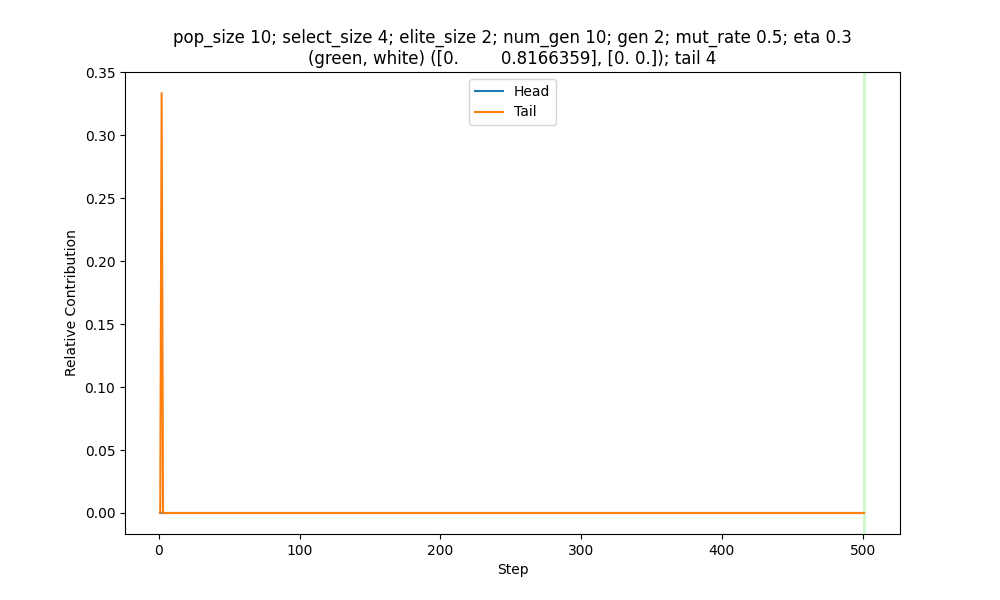 pop_size 10; select_size 4; elite_size 2; num_gen 10; gen 2; mut_rate 0.5; eta 0.3
(green, white) ([0.        0.8166359], [0. 0.]); tail 4
Head
Tail
0.35
0.30
0.25
0.20
0.15
0.10
0.05
0.00
Relative Contribution
0
100
200
300
400
500
Step